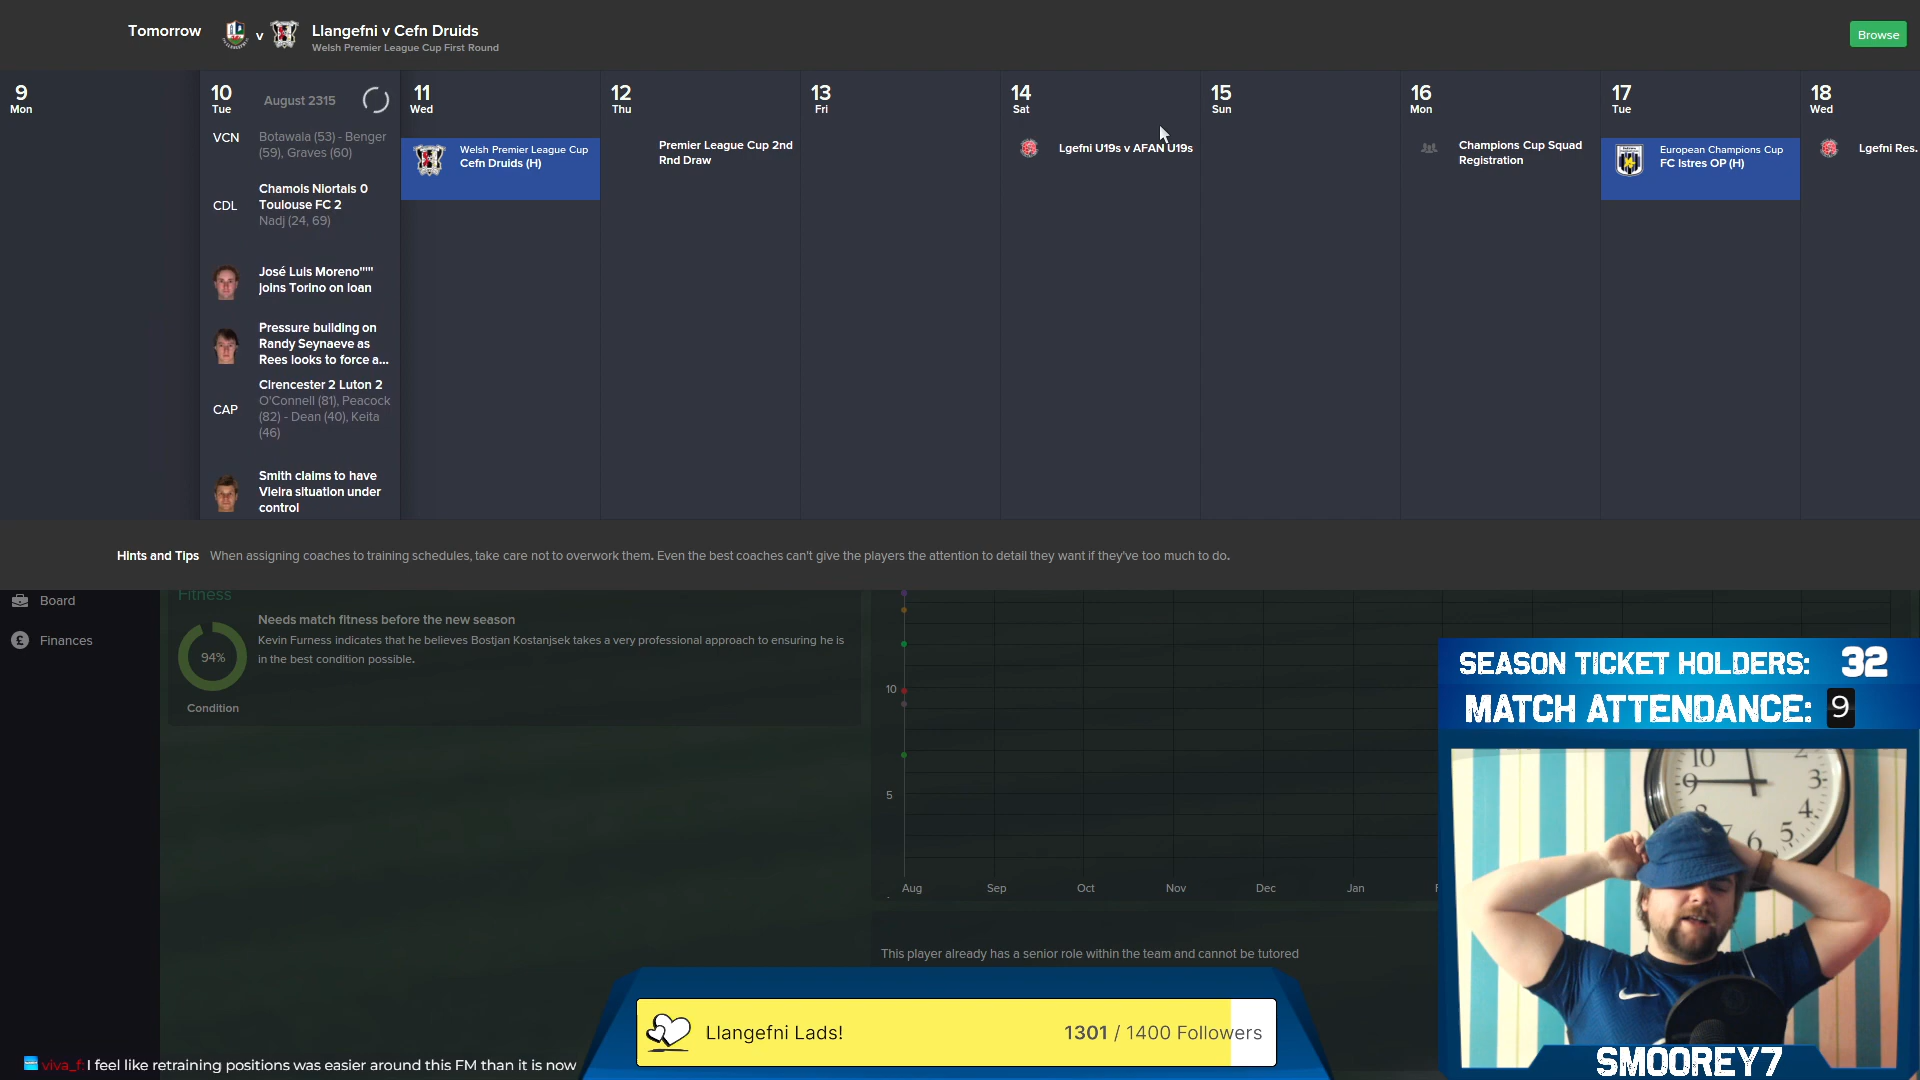 Tomorrow
v
Llangefni v Cefn Druids
Welsh Premier League Cup First Round
Browse
9
Mon
10
Tue
August 2315
11
Wed
12
Thu
13
Fri
14
Sat
15
Sun
16
Mon
17
Tue
18
Wed
VCN
Botawala (53) - Benger
(59), Graves (60)
CDL
Chamois Niortais 0
Toulouse FC 2
Nadj (24, 69)
José Luis Moreno""'
joins Torino on loan
Pressure building on
Randy Seynaeve as
Rees looks to force a...
CAP
Cirencester 2 Luton 2
O'Connell (81), Peacock
(82) - Dean (40), Keita
(46)
Smith claims to have
Vieira situation under
control
Welsh Premier League Cup
Cefn Druids (H)
Premier League Cup 2nd
Rnd Draw
Lgefni U19s v AFAN U19s
Champions Cup Squad
Registration
European Champions Cup
FC Istres OP (H)
Lgefni Res.
Hints and Tips When assigning coaches to training schedules, take care not to overwork them. Even the best coaches can't give the players the attention to detail they want if they've too much to do.
Board
Finances
Fitness
94%
Condition
Needs match fitness before the new season
Kevin Furness indicates that he believes Bostjan Kostanjsek takes a very professional approach to ensuring he is
in the best condition possible.
10
5
Aug
Sep
Oct
Nov
Dec
Jan
F
This player already has a senior role within the team and cannot be tutored
SEASON TICKET HOLDERS: 32
MATCH ATTENDANCE: 9
10
9
8
7
6
5
4
3
SMOOREY7
Llangefni Lads!
1301 / 1400 Followers
viva_f: I feel like retraining positions was easier around this FM than it is now